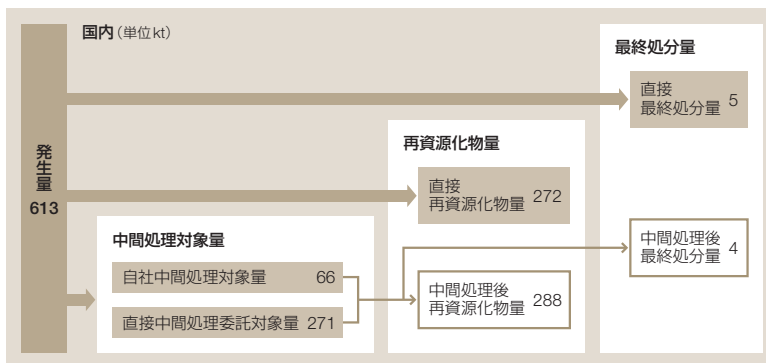 国内(単位kt)
最終処分量
直接
最終処分量 5
発生量
613
再資源化物量
直接
再資源化物量 272
中間処理対象量
自社中間処理対象量 66
直接中間処理委託対象量 271
中間処理後
再資源化物量 288
中間処理後
最終処分量 4